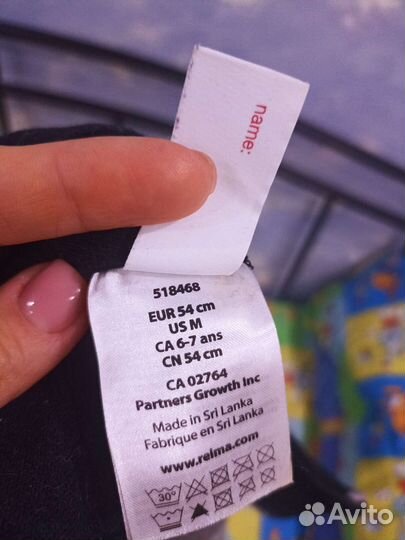 name:
518468
EUR 54 cm
US M
CA 6-7 ans
CN 54 cm
CA 02764
Partners Growth Inc
Made in Sri Lanka
Fabrique en Sri Lanka
www.reima.com
30°
Avito